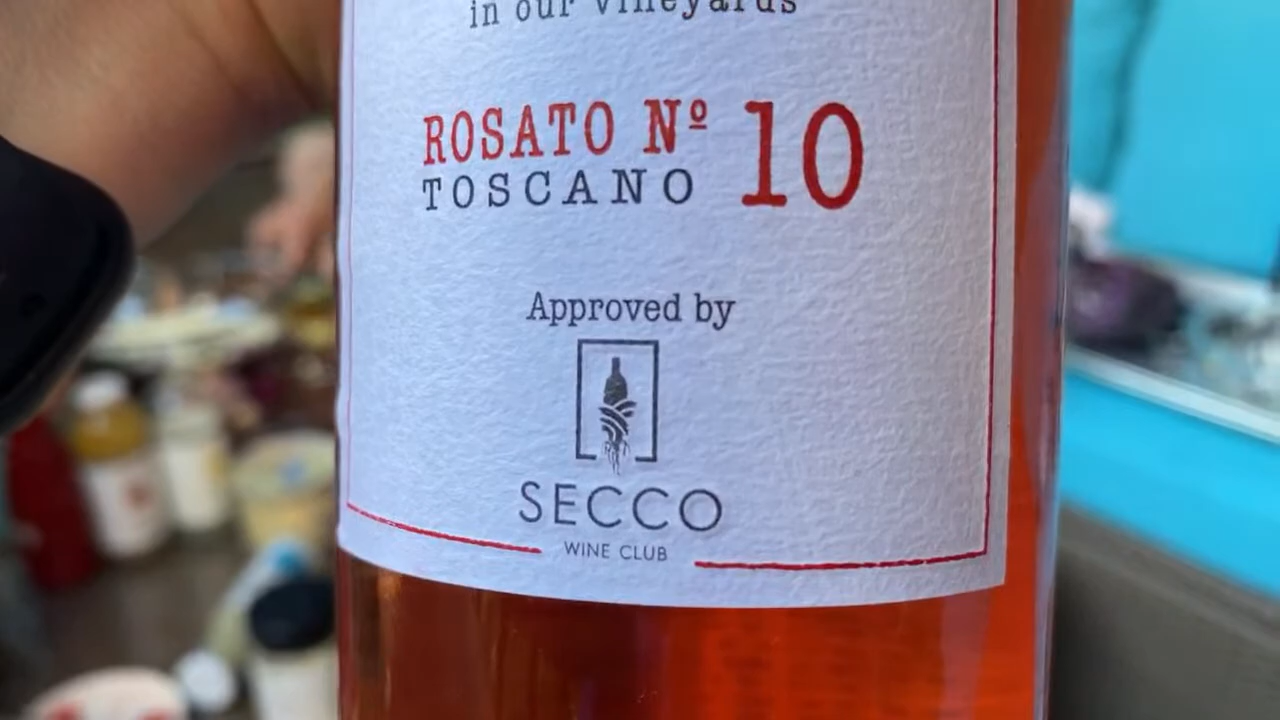 in our vineyards
ROSATO Nº 10
TOSCANO
Approved by
SECCO
WINE CLUB